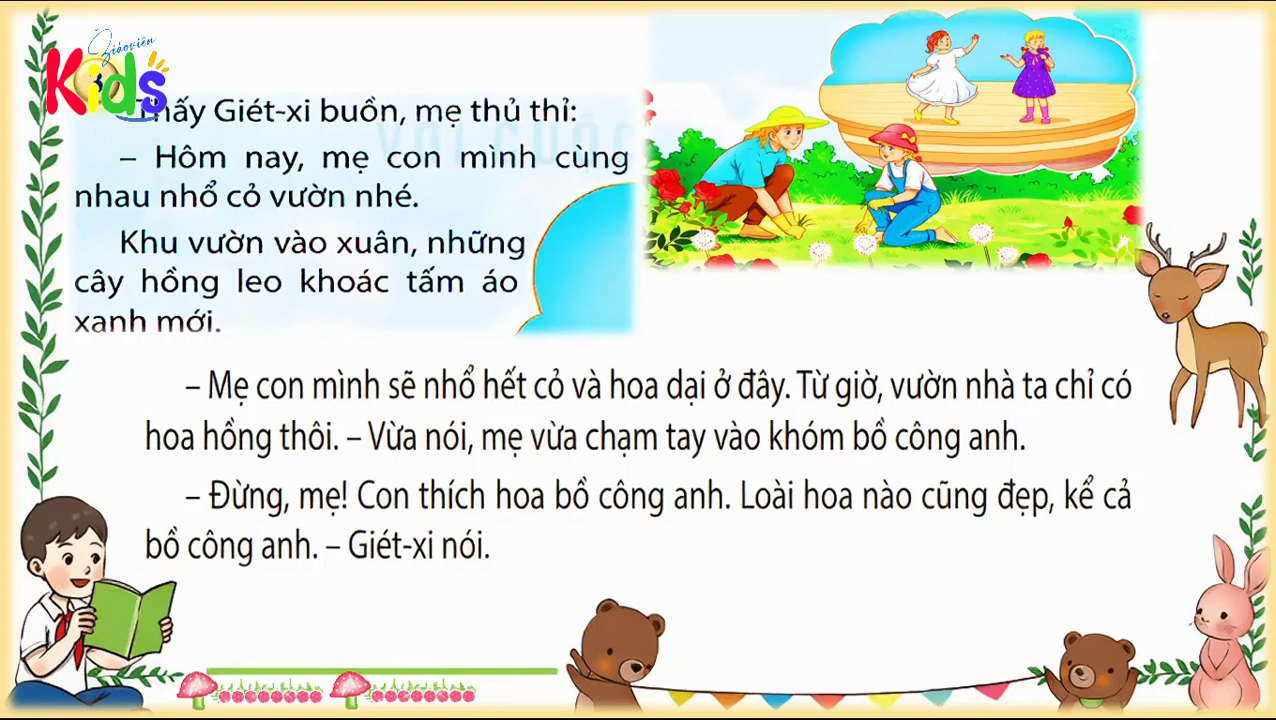 Giáo viên
Kids
Thấy Giét-xi buồn, mẹ thủ thỉ:
– Hôm nay, mẹ con mình cùng
nhau nhổ cỏ vườn nhé.
Khu vườn vào xuân, những
cây hồng leo khoác tấm áo
xanh mới.
– Mẹ con mình sẽ nhổ hết cỏ và hoa dại ở đây. Từ giờ, vườn nhà ta chỉ có
hoa hồng thôi. – Vừa nói, mẹ vừa chạm tay vào khóm bồ công anh.
– Đừng, mẹ! Con thích hoa bồ công anh. Loài hoa nào cũng đẹp, kể cả
bồ công anh. – Giét-xi nói.